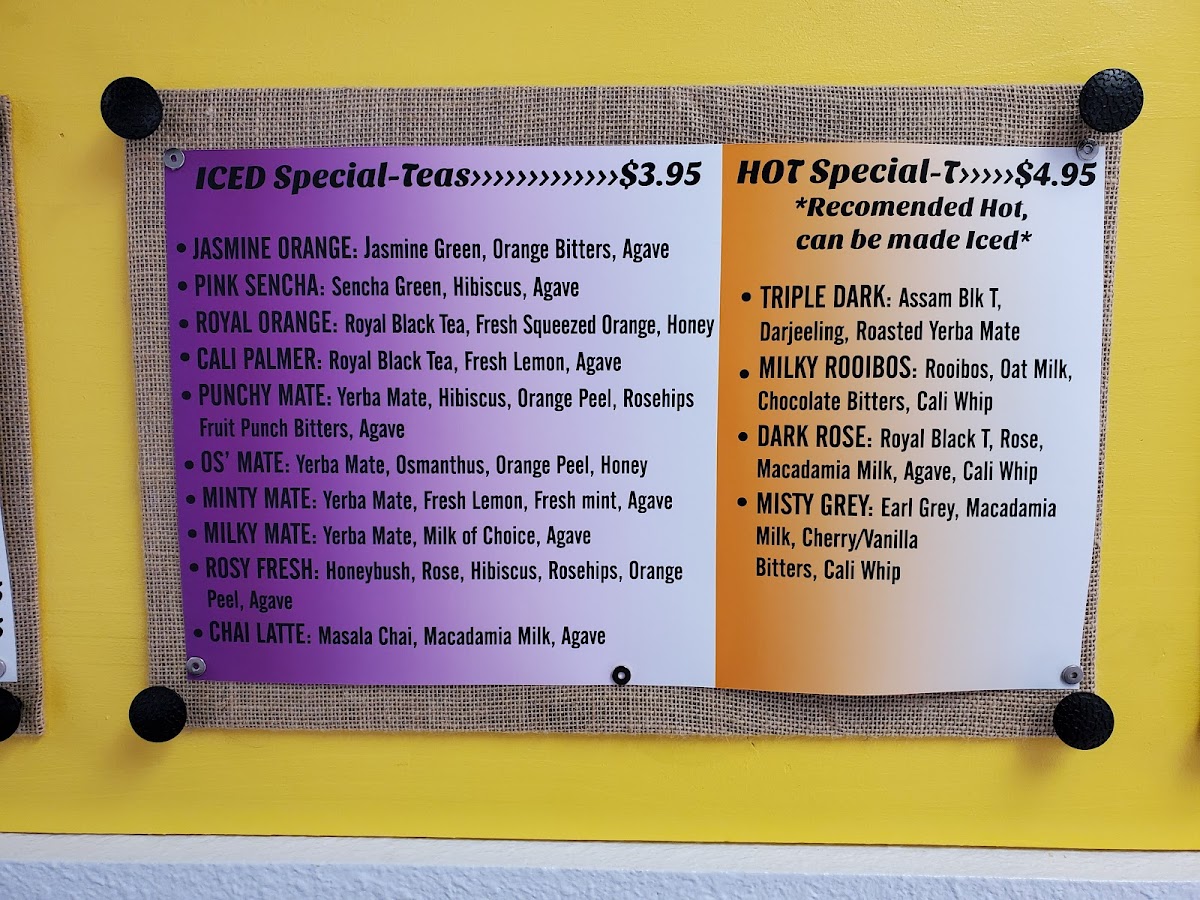 ICED Special-Teas>>>>>>>>>>>>>$3.95
• JASMINE ORANGE: Jasmine Green, Orange Bitters, Agave
• PINK SENCHA: Sencha Green, Hibiscus, Agave
• ROYAL ORANGE: Royal Black Tea, Fresh Squeezed Orange, Honey
• CALI PALMER: Royal Black Tea, Fresh Lemon, Agave
• PUNCHY MATE: Yerba Mate, Hibiscus, Orange Peel, Rosehips
Fruit Punch Bitters, Agave
• OS' MATE: Yerba Mate, Osmanthus, Orange Peel, Honey
• MINTY MATE: Yerba Mate, Fresh Lemon, Fresh mint, Agave
• MILKY MATE: Yerba Mate, Milk of Choice, Agave
• ROSY FRESH: Honeybush, Rose, Hibiscus, Rosehips, Orange
Peel, Agave
• CHAI LATTE: Masala Chai, Macadamia Milk, Agave
HOT Special-T>>>>>$4.95
*Recomended Hot,
can be made Iced*
• TRIPLE DARK: Assam Blk T,
Darjeeling, Roasted Yerba Mate
• MILKY ROOIBOS: Rooibos, Oat Milk,
Chocolate Bitters, Cali Whip
• DARK ROSE: Royal Black T, Rose,
Macadamia Milk, Agave, Cali Whip
• MISTY GREY: Earl Grey, Macadamia
Milk, Cherry/Vanilla
Bitters, Cali Whip